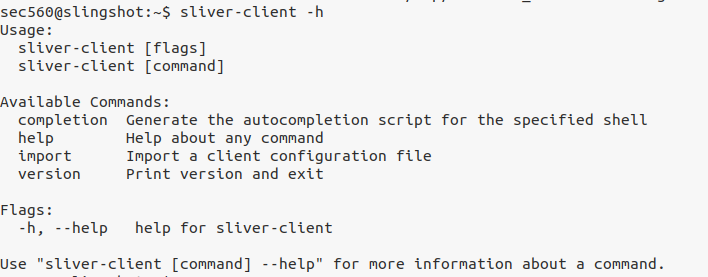 sec560@slingshot:~$ sliver-client -h
Usage:
  sliver-client [flags]
  sliver-client [command]

Available Commands:
  completion  Generate the autocompletion script for the specified shell
  help        Help about any command
  import      Import a client configuration file
  version     Print version and exit

Flags:
  -h, --help   help for sliver-client

Use "sliver-client [command] --help" for more information about a command.